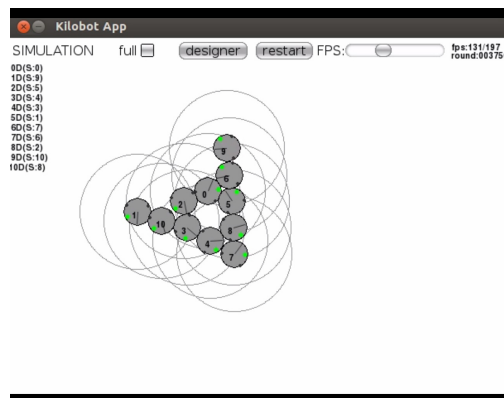 Kilobot App
SIMULATION full designer restart FPS: fps:131/197
round:00375
0D(S:0)
1D(S:9)
2D(S:5)
3D(S:4)
4D(S:3)
5D(S:1)
6D(S:7)
7D(S:6)
8D(S:2)
9D(S:10)
10D(S:8)
9
6
0
2
5
1
10
3
8
4
7